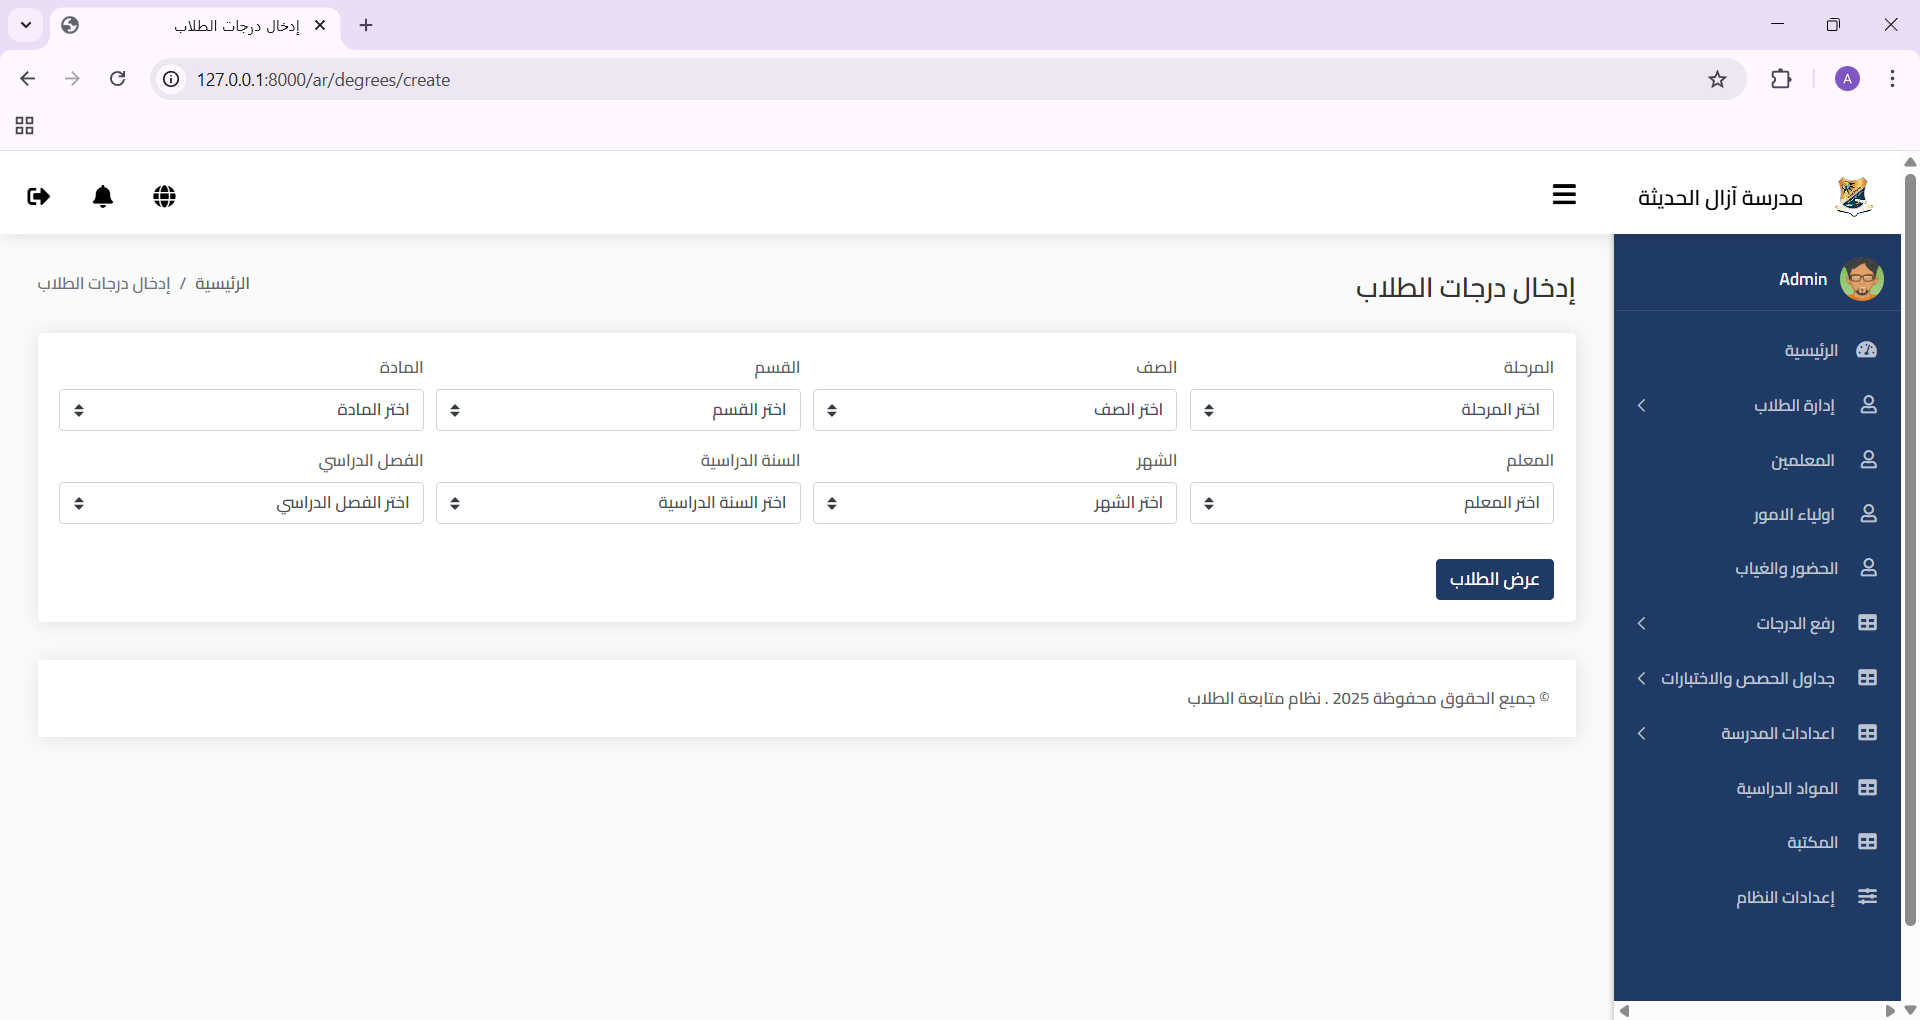 إدخال درجات الطلاب
127.0.0.1:8000/ar/degrees/create
A
مدرسة آزال الحديثة
Admin
الرئيسية
إدارة الطلاب
المعلمين
اولياء الامور
الحضور والغياب
رفع الدرجات
جداول الحصص والاختبارات
اعدادات المدرسة
المواد الدراسية
المكتبة
إعدادات النظام
إدخال درجات الطلاب
الرئيسية / إدخال درجات الطلاب
المرحلة الصف القسم المادة
اختر المرحلة اختر الصف اختر القسم اختر المادة
المعلم الشهر السنة الدراسية الفصل الدراسي
اختر المعلم اختر الشهر اختر السنة الدراسية اختر الفصل الدراسي
عرض الطلاب
© جميع الحقوق محفوظة 2025 . نظام متابعة الطلاب